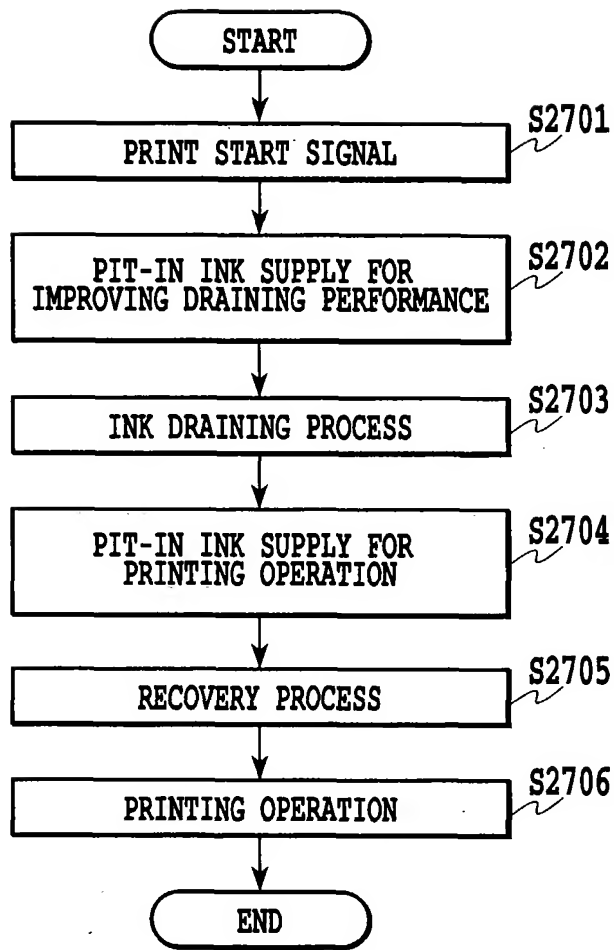 START
S2701
PRINT START SIGNAL
S2702
PIT-IN INK SUPPLY FOR
IMPROVING DRAINING PERFORMANCE
S2703
INK DRAINING PROCESS
S2704
PIT-IN INK SUPPLY FOR
PRINTING OPERATION
S2705
RECOVERY PROCESS
S2706
PRINTING OPERATION
END